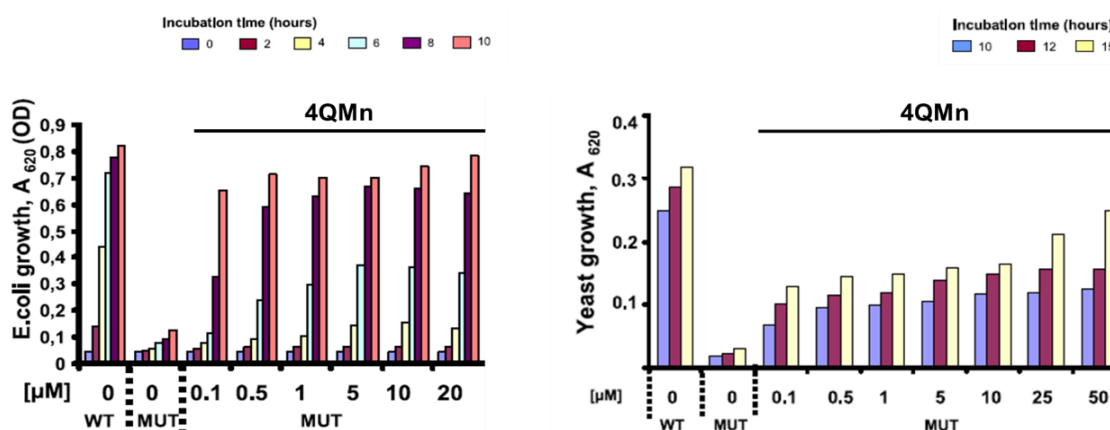 Incubation time (hours)
0 2 4 6 8 10
4QMn
E.coli growth, A 620 (OD)
0,9
0,8
0,7
0,6
0,5
0,4
0,3
0,2
0,1
0
[µM] 0 0 0.1 0.5 1 5 10 20
WT MUT MUT
Incubation time (hours)
10 12 15
4QMn
Yeast growth, A 620
0.4
0.3
0.2
0.1
[µM] 0 0 0,1 0,5 1 5 10 25 50
WT MUT MUT